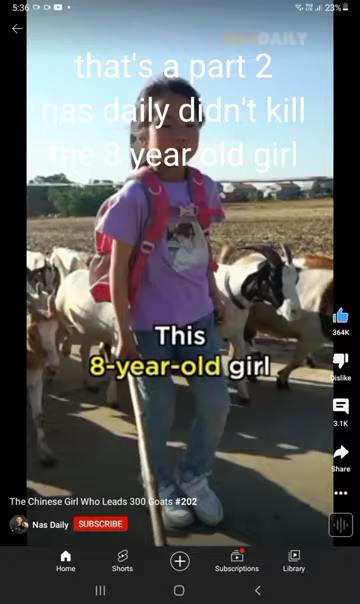 5:36
23%
NASDAILY
that's a part 2
nas daily didn't kill
the 8 year old girl
This
8-year-old girl
364K
Dislike
3.1K
Share
The Chinese Girl Who Leads 300 Goats #202
Nas Daily
SUBSCRIBE
Home
Shorts
Subscriptions
Library